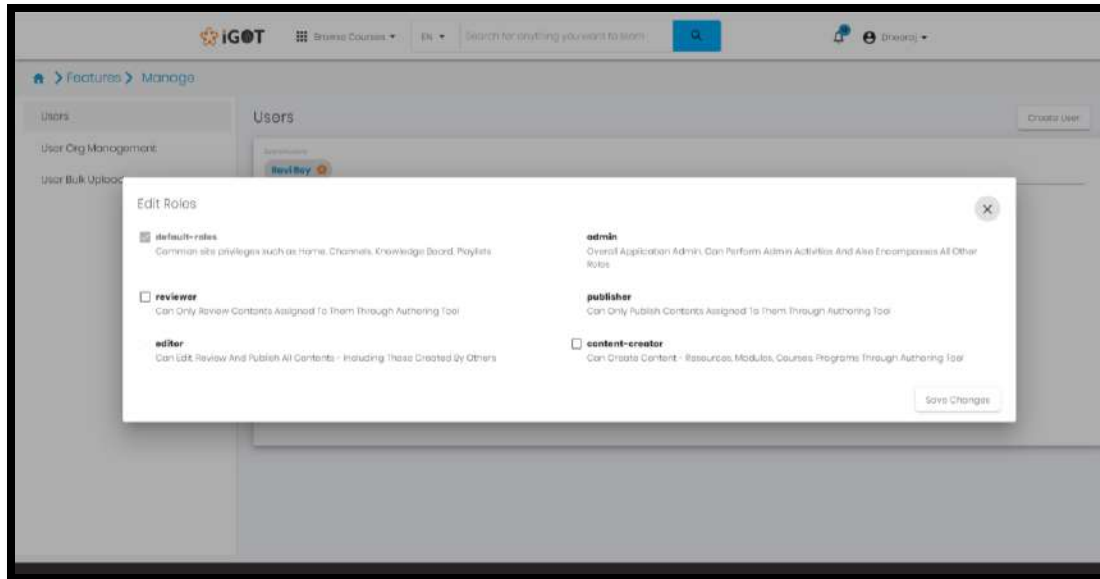 iGOT
Browse Courses
EN
Search for anything you want to learn
Features
Manage
Users
Users
Create User
User Org Management
User Bulk Upload
Edit Roles
default-roles
Common site privileges such as Home, Channels, Knowledge Board, Playlists
admin
Overall Application Admin, Can Perform Admin Activities And Also Encompasses All Other
Roles
reviewer
Can Only Review Contents Assigned To Them Through Authoring Tool
publisher
Can Only Publish Contents Assigned To Them Through Authoring Tool
editor
Can Edit, Review And Publish All Contents - Including Those Created By Others
content-creator
Can Create Content - Resources, Modules, Courses, Programs Through Authoring Tool
Save Changes